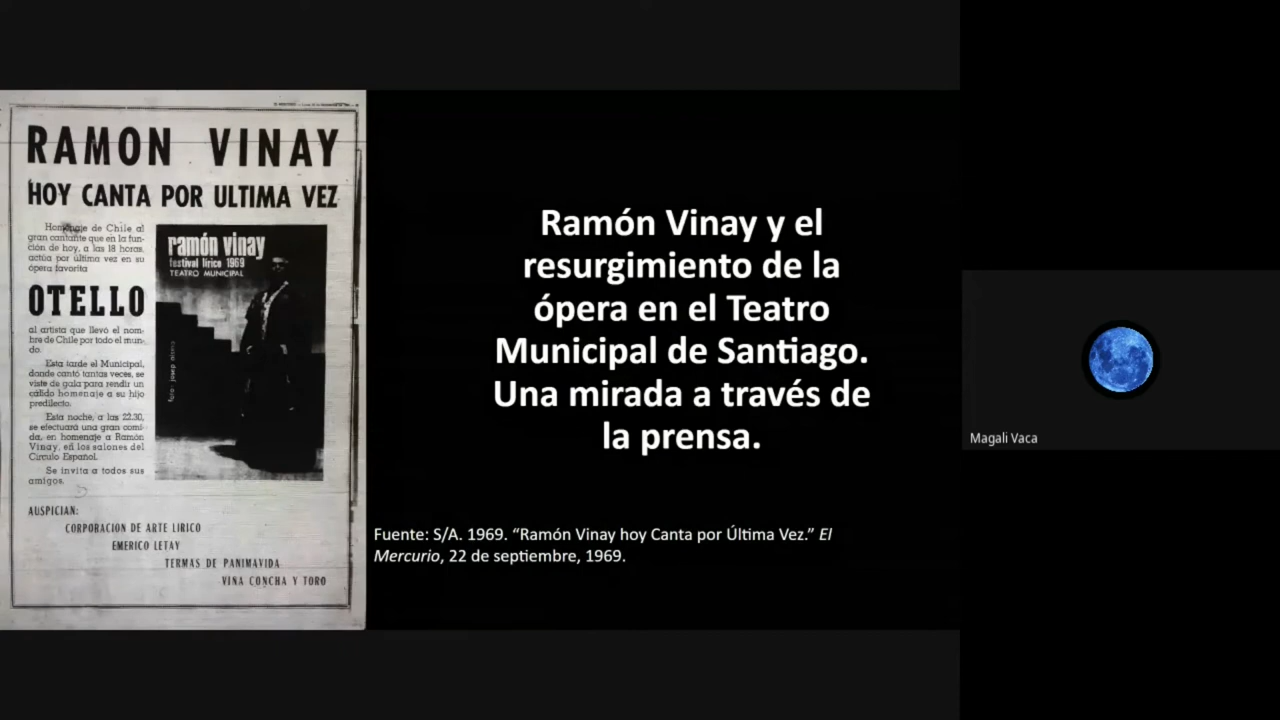 RAMON VINAY
HOY CANTA POR ULTIMA VEZ
Homenaje de Chile al
gran cantante que en la fun-
ción de hoy, a las 18 horas,
actúa por última vez en su
ópera favorita
OTELLO
al artista que llevó el nom-
bre de Chile por todo el mun-
do.
Esta tarde el Municipal,
donde cantó tantas veces, se
viste de gala para rendir un
cálido homenaje a su hijo
predilecto.
Esta noche, a las 22.30,
se efectuará una gran comi-
da, en homenaje a Ramón
Vinay, en los salones del
Círculo Español.
Se invita a todos sus
amigos.
ramón vinay
festival lírico 1969
TEATRO MUNICIPAL
foto: josep
AUSPICIAN:
CORPORACION DE ARTE LIRICO
EMERICO LETAY
TERMAS DE PANIMAVIDA
VIÑA CONCHA Y TORO
Ramón Vinay y el
resurgimiento de la
ópera en el Teatro
Municipal de Santiago.
Una mirada a través de
la prensa.
Fuente: S/A. 1969. “Ramón Vinay hoy Canta por Última Vez.” El
Mercurio, 22 de septiembre, 1969.
Magali Vaca